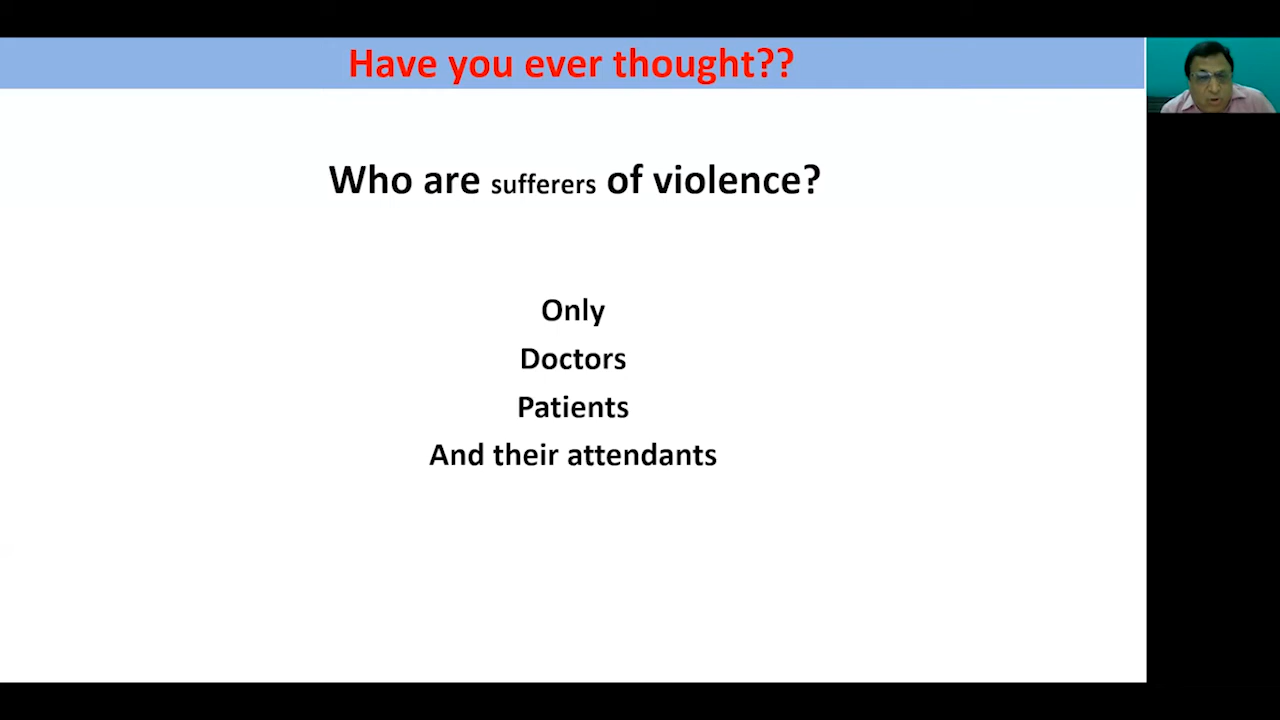 Have you ever thought??
Who are sufferers of violence?
Only
Doctors
Patients
And their attendants